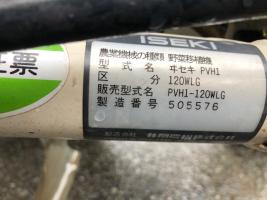 ISEKI
農業機械の種類 野菜移植機
型式名 ヰセキ PVH1
区分 120WLG
販売型式名 PVH1-120WLG
製造番号 505576
票